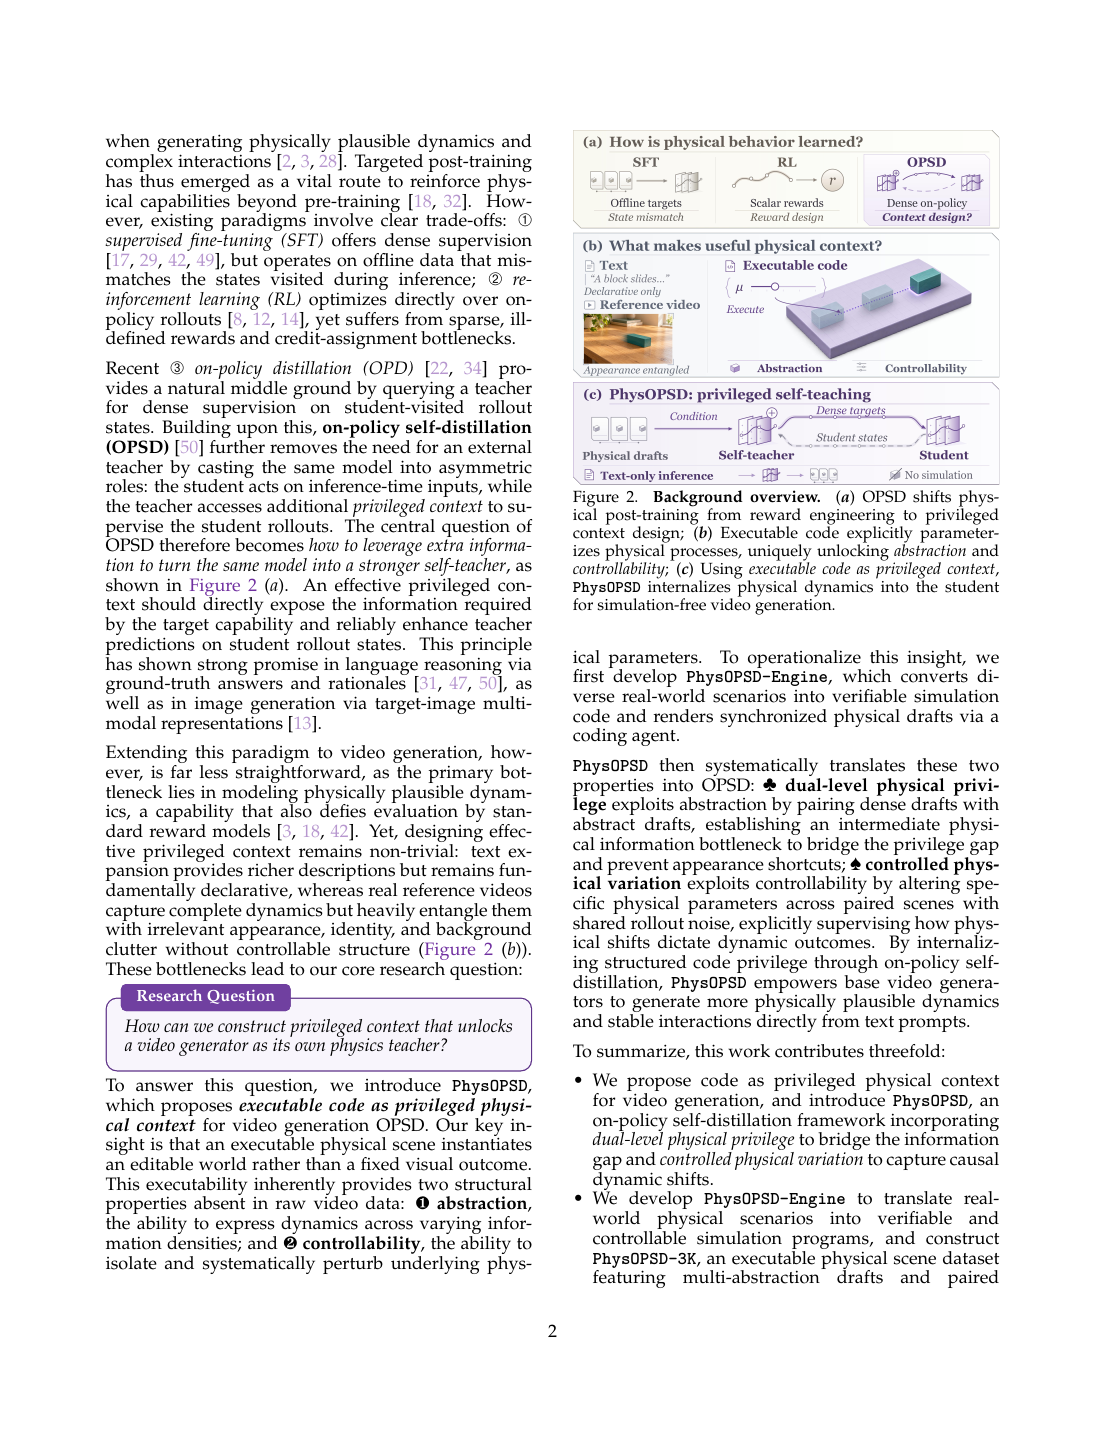 when generating physically plausible dynamics and
complex interactions [2, 3, 28]. Targeted post-training
has thus emerged as a vital route to reinforce phys-
ical capabilities beyond pre-training [18, 32]. How-
ever, existing paradigms involve clear trade-offs: ①
supervised fine-tuning (SFT) offers dense supervision
[17, 29, 42, 49], but operates on offline data that mis-
matches the states visited during inference; ② re-
inforcement learning (RL) optimizes directly over on-
policy rollouts [8, 12, 14], yet suffers from sparse, ill-
defined rewards and credit-assignment bottlenecks.
Recent ③ on-policy distillation (OPD) [22, 34] pro-
vides a natural middle ground by querying a teacher
for dense supervision on student-visited rollout
states. Building upon this, on-policy self-distillation
(OPSD) [50] further removes the need for an external
teacher by casting the same model into asymmetric
roles: the student acts on inference-time inputs, while
the teacher accesses additional privileged context to su-
pervise the student rollouts. The central question of
OPSD therefore becomes how to leverage extra informa-
tion to turn the same model into a stronger self-teacher, as
shown in Figure 2 (a). An effective privileged con-
text should directly expose the information required
by the target capability and reliably enhance teacher
predictions on student rollout states. This principle
has shown strong promise in language reasoning via
ground-truth answers and rationales [31, 47, 50], as
well as in image generation via target-image multi-
modal representations [13].
Extending this paradigm to video generation, how-
ever, is far less straightforward, as the primary bot-
tleneck lies in modeling physically plausible dynam-
ics, a capability that also defies evaluation by stan-
dard reward models [3, 18, 42]. Yet, designing effec-
tive privileged context remains non-trivial: text ex-
pansion provides richer descriptions but remains fun-
damentally declarative, whereas real reference videos
capture complete dynamics but heavily entangle them
with irrelevant appearance, identity, and background
clutter without controllable structure (Figure 2 (b)).
These bottlenecks lead to our core research question:
Research Question
How can we construct privileged context that unlocks
a video generator as its own physics teacher?
To answer this question, we introduce PhysOPSD,
which proposes executable code as privileged physi-
cal context for video generation OPSD. Our key in-
sight is that an executable physical scene instantiates
an editable world rather than a fixed visual outcome.
This executability inherently provides two structural
properties absent in raw video data: ❶ abstraction,
the ability to express dynamics across varying infor-
mation densities; and ❷ controllability, the ability to
isolate and systematically perturb underlying phys-
(a) How is physical behavior learned?
SFT RL OPSD
r
Offline targets Scalar rewards Dense on-policy
State mismatch Reward design Context design?
(b) What makes useful physical context?
Text Executable code
"A block slides..." μ
Declarative only
Reference video Execute
Appearance entangled Abstraction Controllability
(c) PhysOPSD: privileged self-teaching
Condition Dense targets
Student states
Physical drafts Self-teacher Student
Text-only inference No simulation
Figure 2. Background overview. (a) OPSD shifts phys-
ical post-training from reward engineering to privileged
context design; (b) Executable code explicitly parameter-
izes physical processes, uniquely unlocking abstraction and
controllability; (c) Using executable code as privileged context,
PhysOPSD internalizes physical dynamics into the student
for simulation-free video generation.
ical parameters. To operationalize this insight, we
first develop PhysOPSD-Engine, which converts di-
verse real-world scenarios into verifiable simulation
code and renders synchronized physical drafts via a
coding agent.
PhysOPSD then systematically translates these two
properties into OPSD: ♣ dual-level physical privi-
lege exploits abstraction by pairing dense drafts with
abstract drafts, establishing an intermediate physi-
cal information bottleneck to bridge the privilege gap
and prevent appearance shortcuts; ♠ controlled phys-
ical variation exploits controllability by altering spe-
cific physical parameters across paired scenes with
shared rollout noise, explicitly supervising how phys-
ical shifts dictate dynamic outcomes. By internaliz-
ing structured code privilege through on-policy self-
distillation, PhysOPSD empowers base video genera-
tors to generate more physically plausible dynamics
and stable interactions directly from text prompts.
To summarize, this work contributes threefold:
• We propose code as privileged physical context
for video generation, and introduce PhysOPSD, an
on-policy self-distillation framework incorporating
dual-level physical privilege to bridge the information
gap and controlled physical variation to capture causal
dynamic shifts.
• We develop PhysOPSD-Engine to translate real-
world physical scenarios into verifiable and
controllable simulation programs, and construct
PhysOPSD-3K, an executable physical scene dataset
featuring multi-abstraction drafts and paired
2